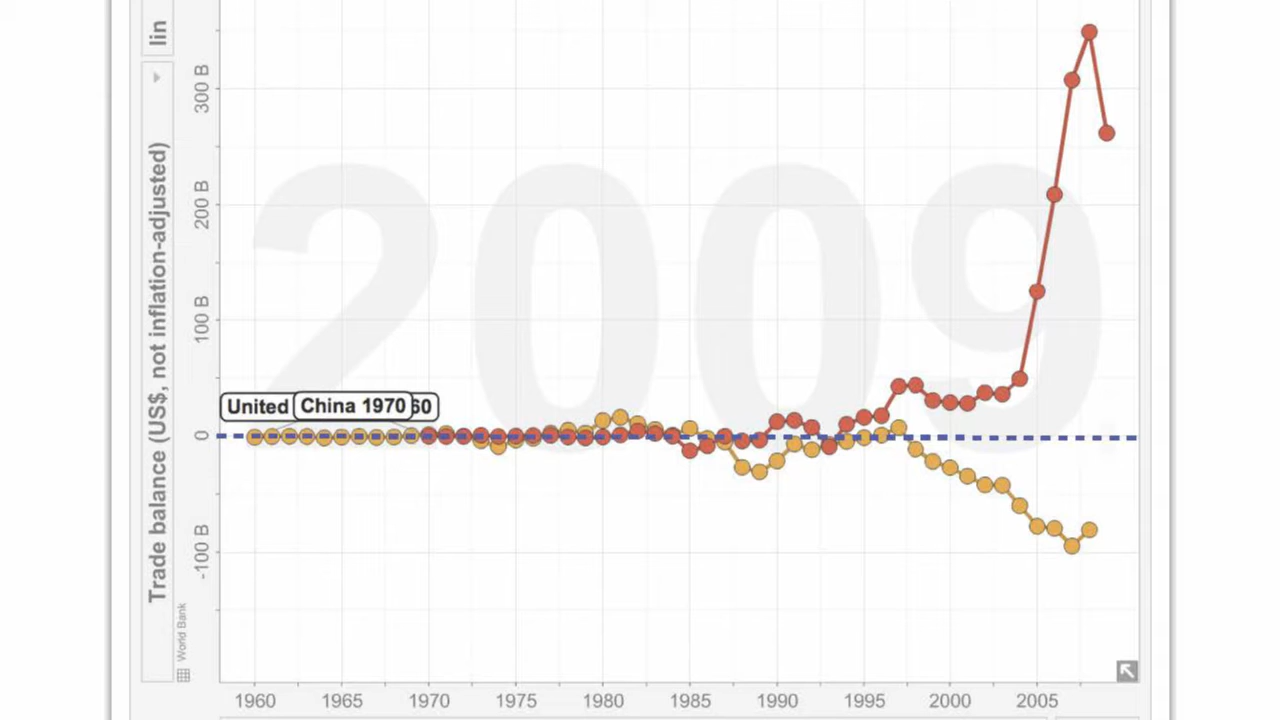 lin
Trade balance (US$, not inflation-adjusted)
World Bank
300 B
200 B
100 B
0
-100 B
2009
United
China 1970
60
1960
1965
1970
1975
1980
1985
1990
1995
2000
2005